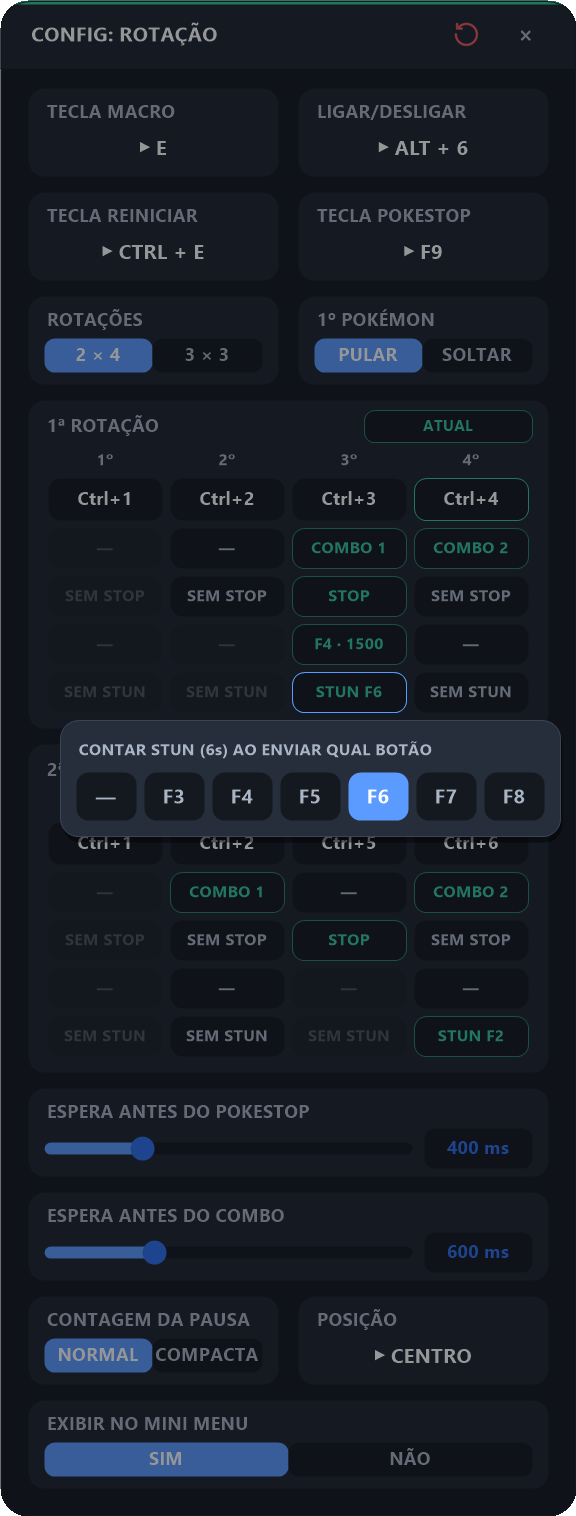 CONFIG: ROTAÇÃO ×
TECLA MACRO
▸ E
LIGAR/DESLIGAR
▸ ALT + 6
TECLA REINICIAR
▸ CTRL + E
TECLA POKESTOP
▸ F9
ROTAÇÕES
2 × 4 3 × 3
1º POKÉMON
PULAR SOLTAR
1ª ROTAÇÃO ATUAL
1º 2º 3º 4º
Ctrl+1 Ctrl+2 Ctrl+3 Ctrl+4
— — COMBO 1 COMBO 2
SEM STOP SEM STOP STOP SEM STOP
— — F4 · 1500 —
SEM STUN SEM STUN STUN F6 SEM STUN
CONTAR STUN (6s) AO ENVIAR QUAL BOTÃO
— F3 F4 F5 F6 F7 F8
Ctrl+1 Ctrl+2 Ctrl+5 Ctrl+6
— COMBO 1 — COMBO 2
SEM STOP SEM STOP STOP SEM STOP
— — — —
SEM STUN SEM STUN SEM STUN STUN F2
ESPERA ANTES DO POKESTOP
400 ms
ESPERA ANTES DO COMBO
600 ms
CONTAGEM DA PAUSA
NORMAL COMPACTA
POSIÇÃO
▸ CENTRO
EXIBIR NO MINI MENU
SIM NÃO